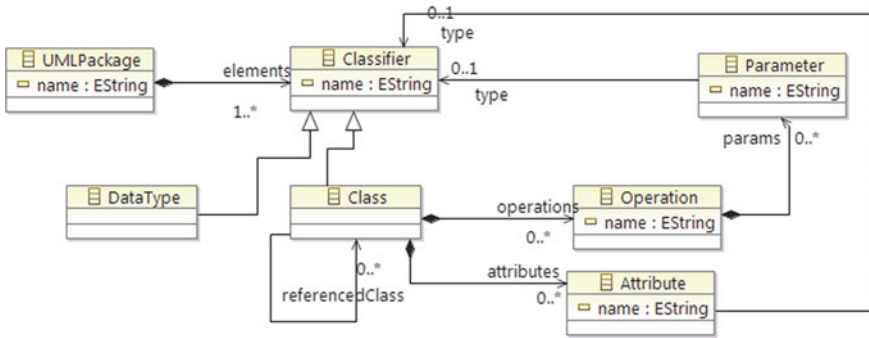 0..1
type
UMLPackage
name : EString
elements
1..*
Classifier
name : EString
0..1
type
Parameter
name : EString
params
0..*
DataType
Class
operations
0..*
Operation
name : EString
0..*
referencedClass
attributes
0..*
Attribute
name : EString